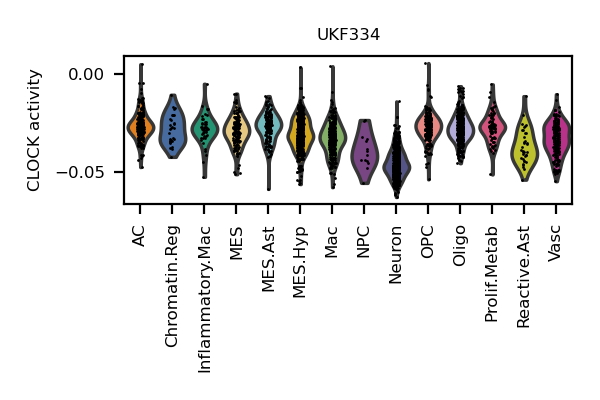 UKF334
CLOCK activity
0.00
−0.05
AC
Chromatin.Reg
Inflammatory.Mac
MES
MES.Ast
MES.Hyp
Mac
NPC
Neuron
OPC
Oligo
Prolif.Metab
Reactive.Ast
Vasc